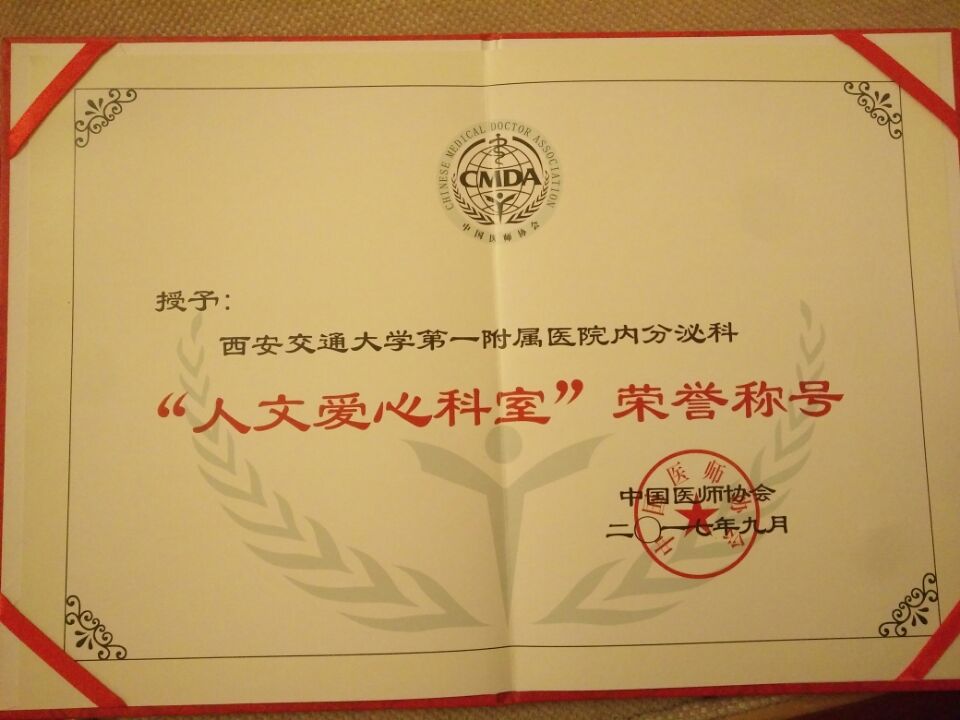 CHINESE MEDICAL DOCTOR ASSOCIATION
CMDA
中国医师协会
授予:
西安交通大学第一附属医院内分泌科
“人文爱心科室”荣誉称号
中国医师协会
二〇一七年九月
中国医师协会